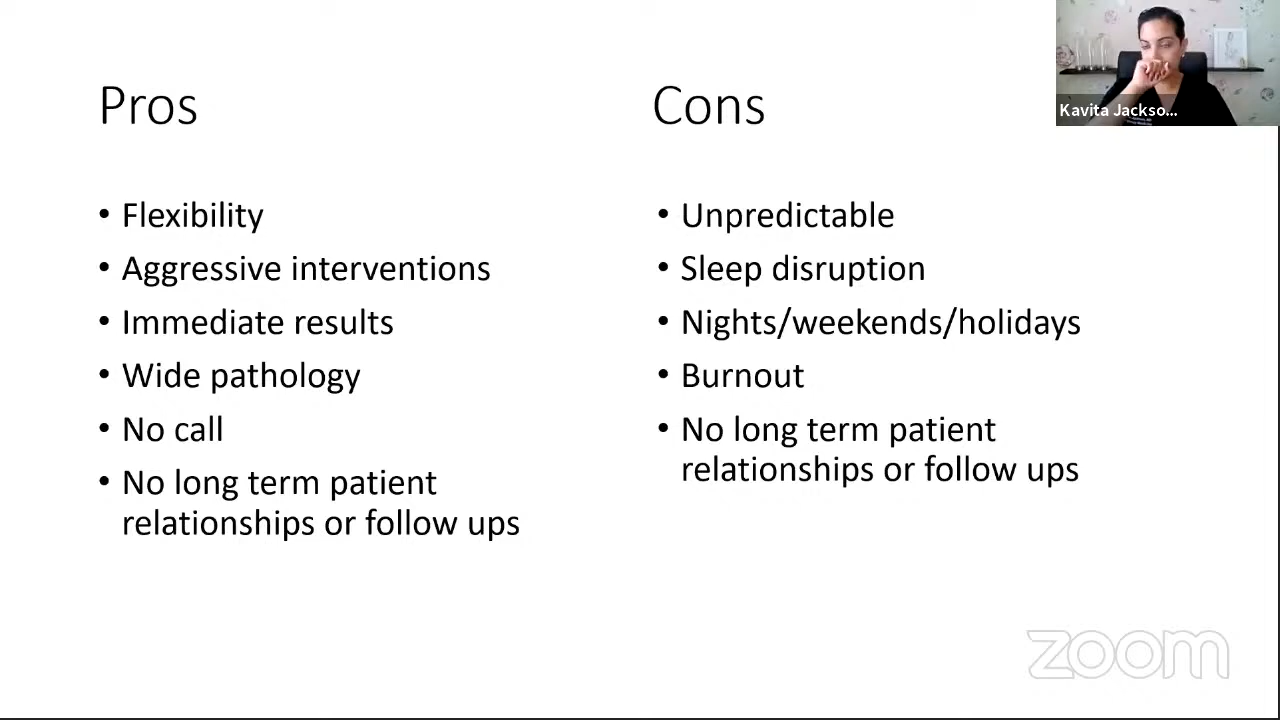 Pros
• Flexibility
• Aggressive interventions
• Immediate results
• Wide pathology
• No call
• No long term patient
relationships or follow ups
Cons
• Unpredictable
• Sleep disruption
• Nights/weekends/holidays
• Burnout
• No long term patient
relationships or follow ups
Kavita Jackso...
zoom